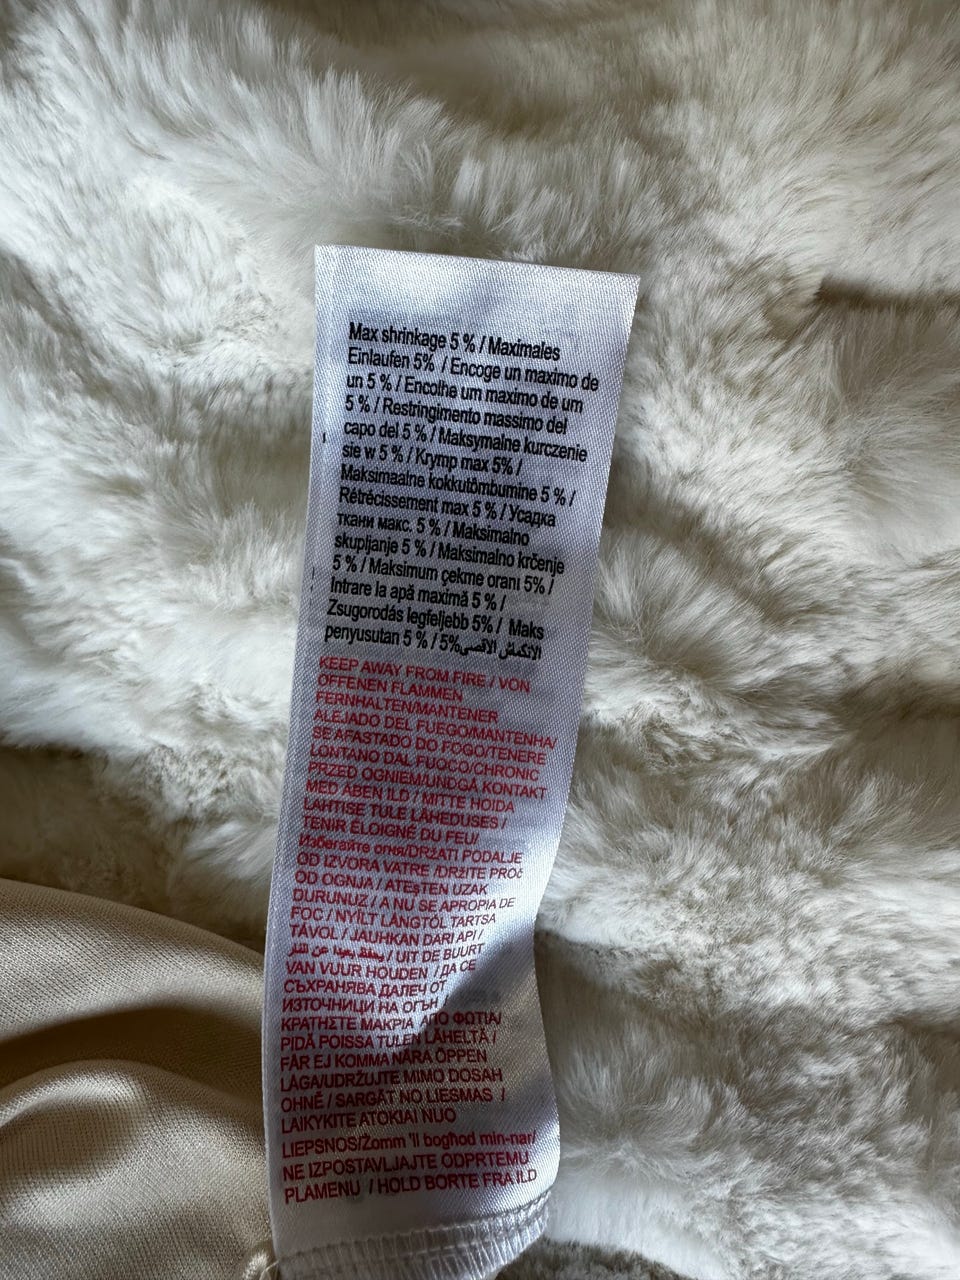 Max shrinkage 5 % / Maximales
Einlaufen 5% / Encoge un maximo de
un 5 % / Encolhe um maximo de um
5 % / Restringimento massimo del
capo del 5 % / Maksymalne kurczenie
sie w 5 % / Krymp max 5% /
Maksimaalne kokkutõmbumine 5 % /
Rétrécissement max 5 % / Усадка
ткани макс. 5 % / Maksimalno
skupljanje 5 % / Maksimalno krčenje
5 % / Maksimum çekme oranı 5% /
Intrare la apă maximă 5 % /
Zsugorodás legfeljebb 5% / Maks
penyusutan 5 % / 5%الانكمش الاقصى
KEEP AWAY FROM FIRE / VON
OFFENEN FLAMMEN
FERNHALTEN/MANTENER
ALEJADO DEL FUEGO/MANTENHA/
SE AFASTADO DO FOGO/TENERE
LONTANO DAL FUOCO/CHRONIC
PRZED OGNIEM/UNDGÅ KONTAKT
MED ÅBEN ILD / MITTE HOIDA
LAHTISE TULE LÄHEDUSES /
TENIR ÉLOIGNÉ DU FEU/
Избегайте огня/DRŽATI PODALJE
OD IZVORA VATRE /DRŽITE PROč
OD OGNJA / ATEşTEN UZAK
DURUNUZ / A NU SE APROPIA DE
FOC / NYÍLT LÁNGTÓL TARTSA
TÁVOL / JAUHKAN DARI API /
يحفظ بعيدا عن النار / UIT DE BUURT
VAN VUUR HOUDEN / ДА СЕ
СЪХРАНЯВА ДАЛЕЧ ОТ
ИЗТОЧНИЦИ НА ОГЪН /
ΚΡΑΤΗΣΤΕ ΜΑΚΡΙΑ ΑΠΟ ΦΩΤΙΑ/
PIDÄ POISSA TULEN LÄHELTÄ /
FÅR EJ KOMMA NÄRA ÖPPEN
LÅGA/UDRŽUJTE MIMO DOSAH
OHNĚ / SARGĀT NO LIESMAS /
LAIKYKITE ATOKIAI NUO
LIEPSNOS/Żomm 'il bogħod min-nar/
NE IZPOSTAVLJAJTE ODPRTEMU
PLAMENU / HOLD BORTE FRA ILD